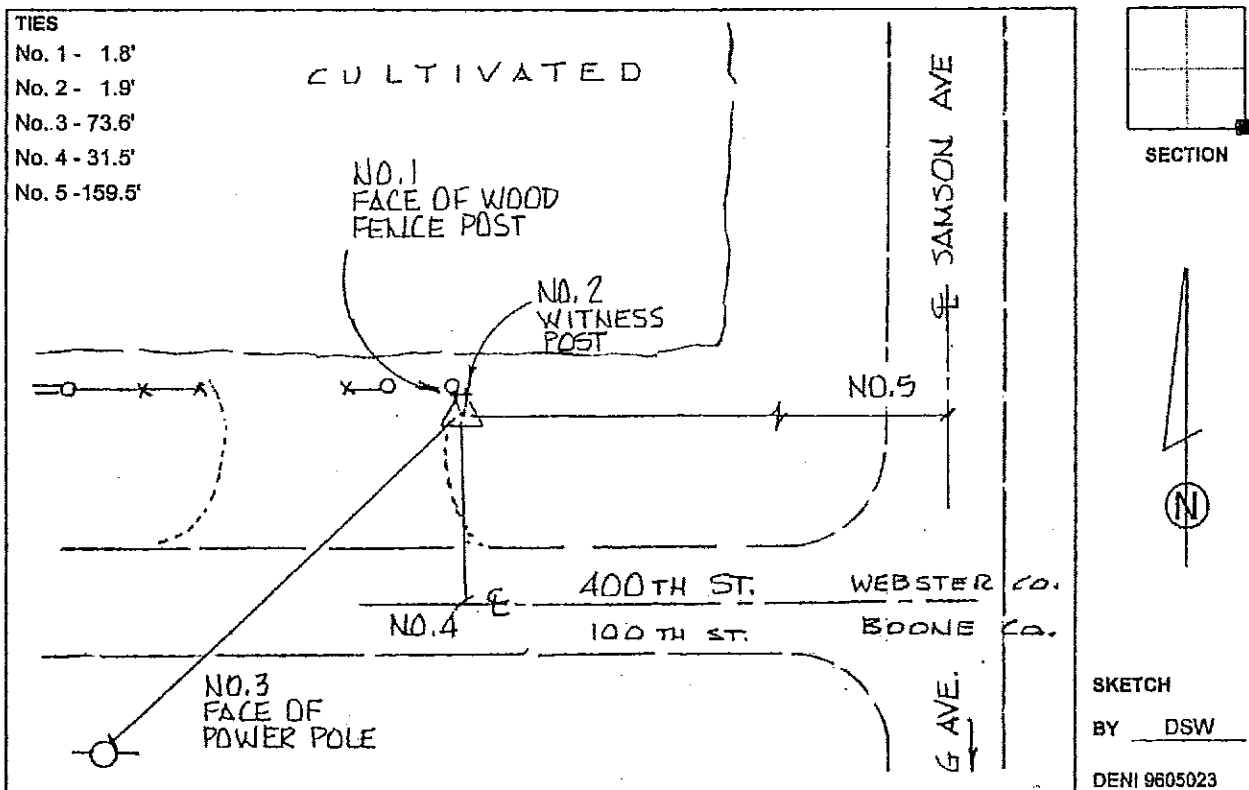 TIES
No. 1 - 1.8'
No. 2 - 1.9'
No. 3 - 73.6'
No. 4 - 31.5'
No. 5 -159.5'
CULTIVATED
NO.1
FACE OF WOOD
FENCE POST
NO. 2
WITNESS
POST
℄ SAMSON AVE
SECTION
NO.5
N
400TH ST. WEBSTER CO.
℄
NO.4
100TH ST. BOONE CO.
NO.3
FACE OF
POWER POLE
G AVE.
SKETCH
BY DSW
DENI 9605023